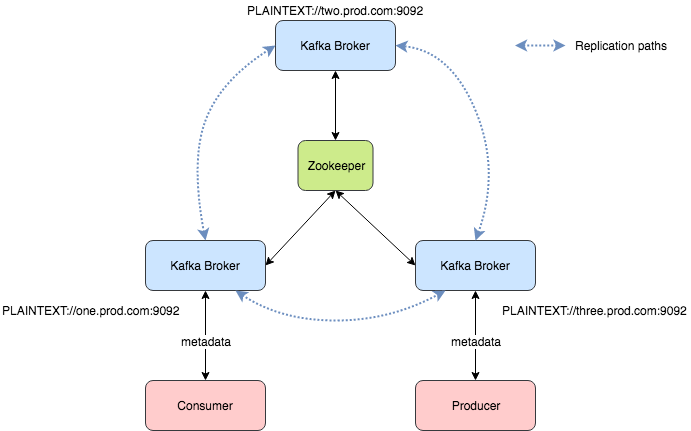 PLAINTEXT://two.prod.com:9092
Kafka Broker
Replication paths
Zookeeper
Kafka Broker
Kafka Broker
PLAINTEXT://one.prod.com:9092
PLAINTEXT://three.prod.com:9092
metadata
metadata
Consumer
Producer